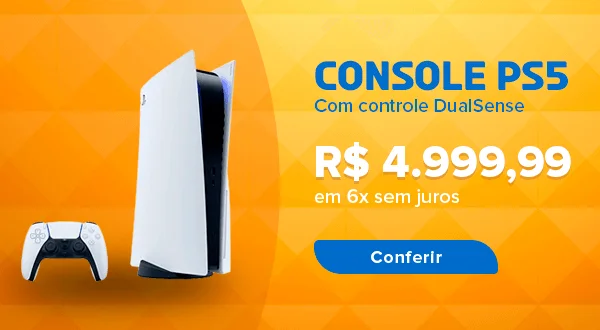 CONSOLE PS5
Com controle DualSense
R$ 4.999,99
em 6x sem juros
Conferir